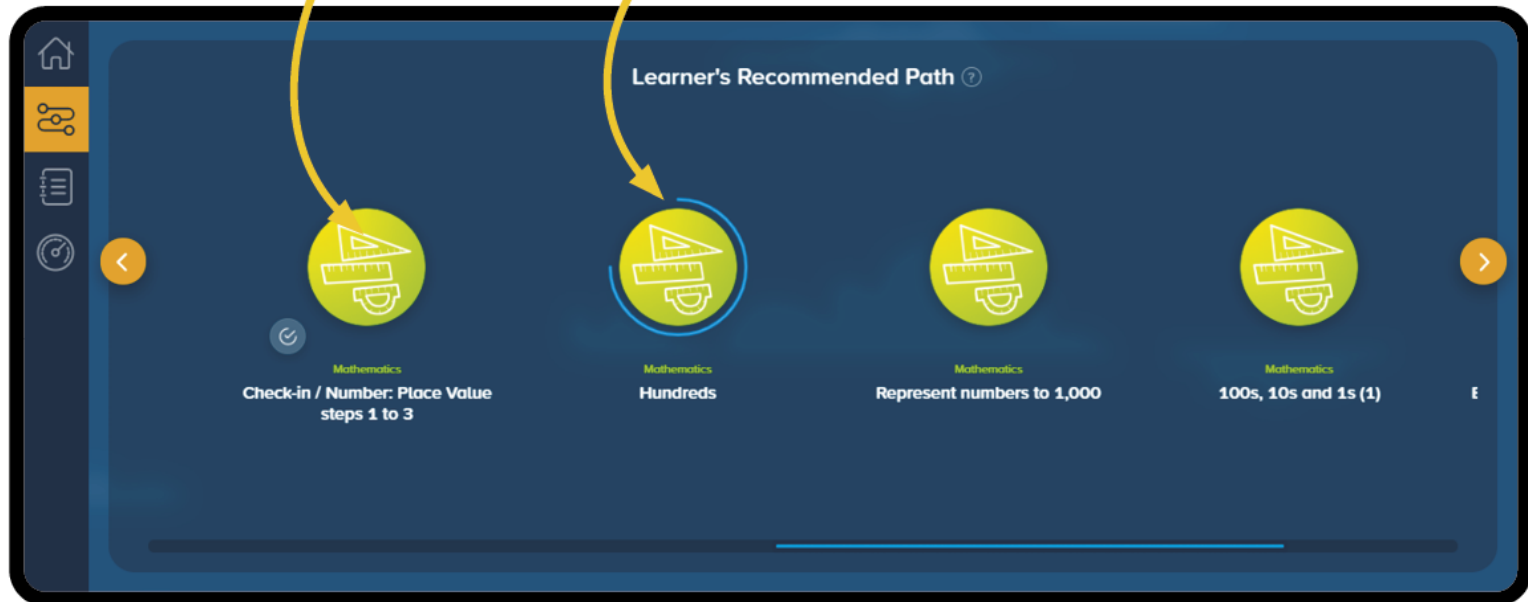 Learner's Recommended Path ?
Mathematics
Check-in / Number: Place Value
steps 1 to 3
Mathematics
Hundreds
Mathematics
Represent numbers to 1,000
Mathematics
100s, 10s and 1s (1)